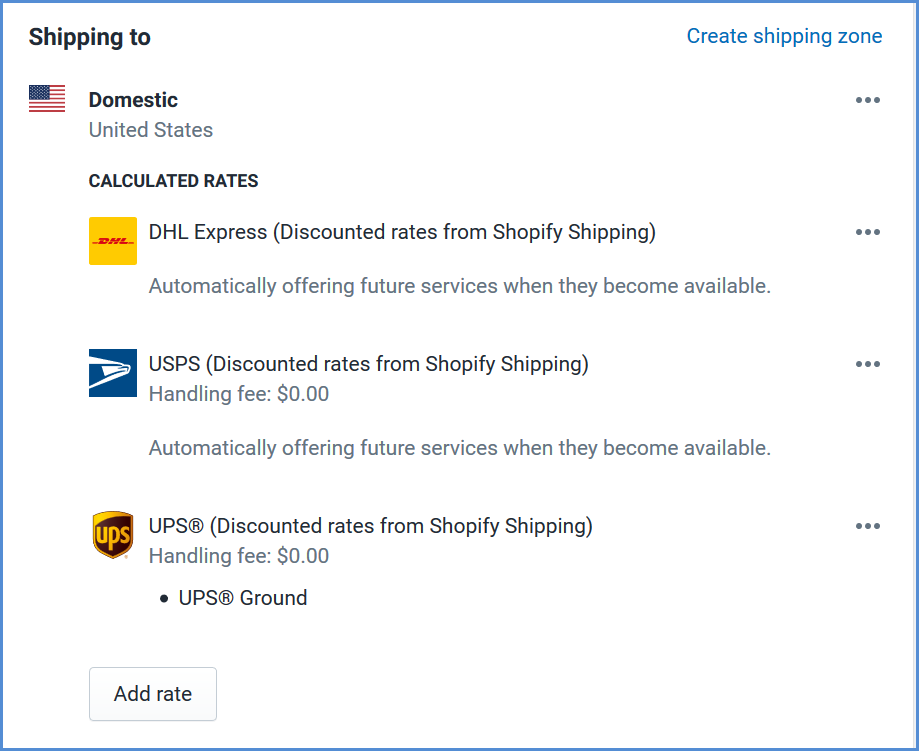 Shipping to
Create shipping zone
Domestic
United States
CALCULATED RATES
DHL
DHL Express (Discounted rates from Shopify Shipping)
Automatically offering future services when they become available.
USPS (Discounted rates from Shopify Shipping)
Handling fee: $0.00
Automatically offering future services when they become available.
ups
UPS® (Discounted rates from Shopify Shipping)
Handling fee: $0.00
• UPS® Ground
Add rate